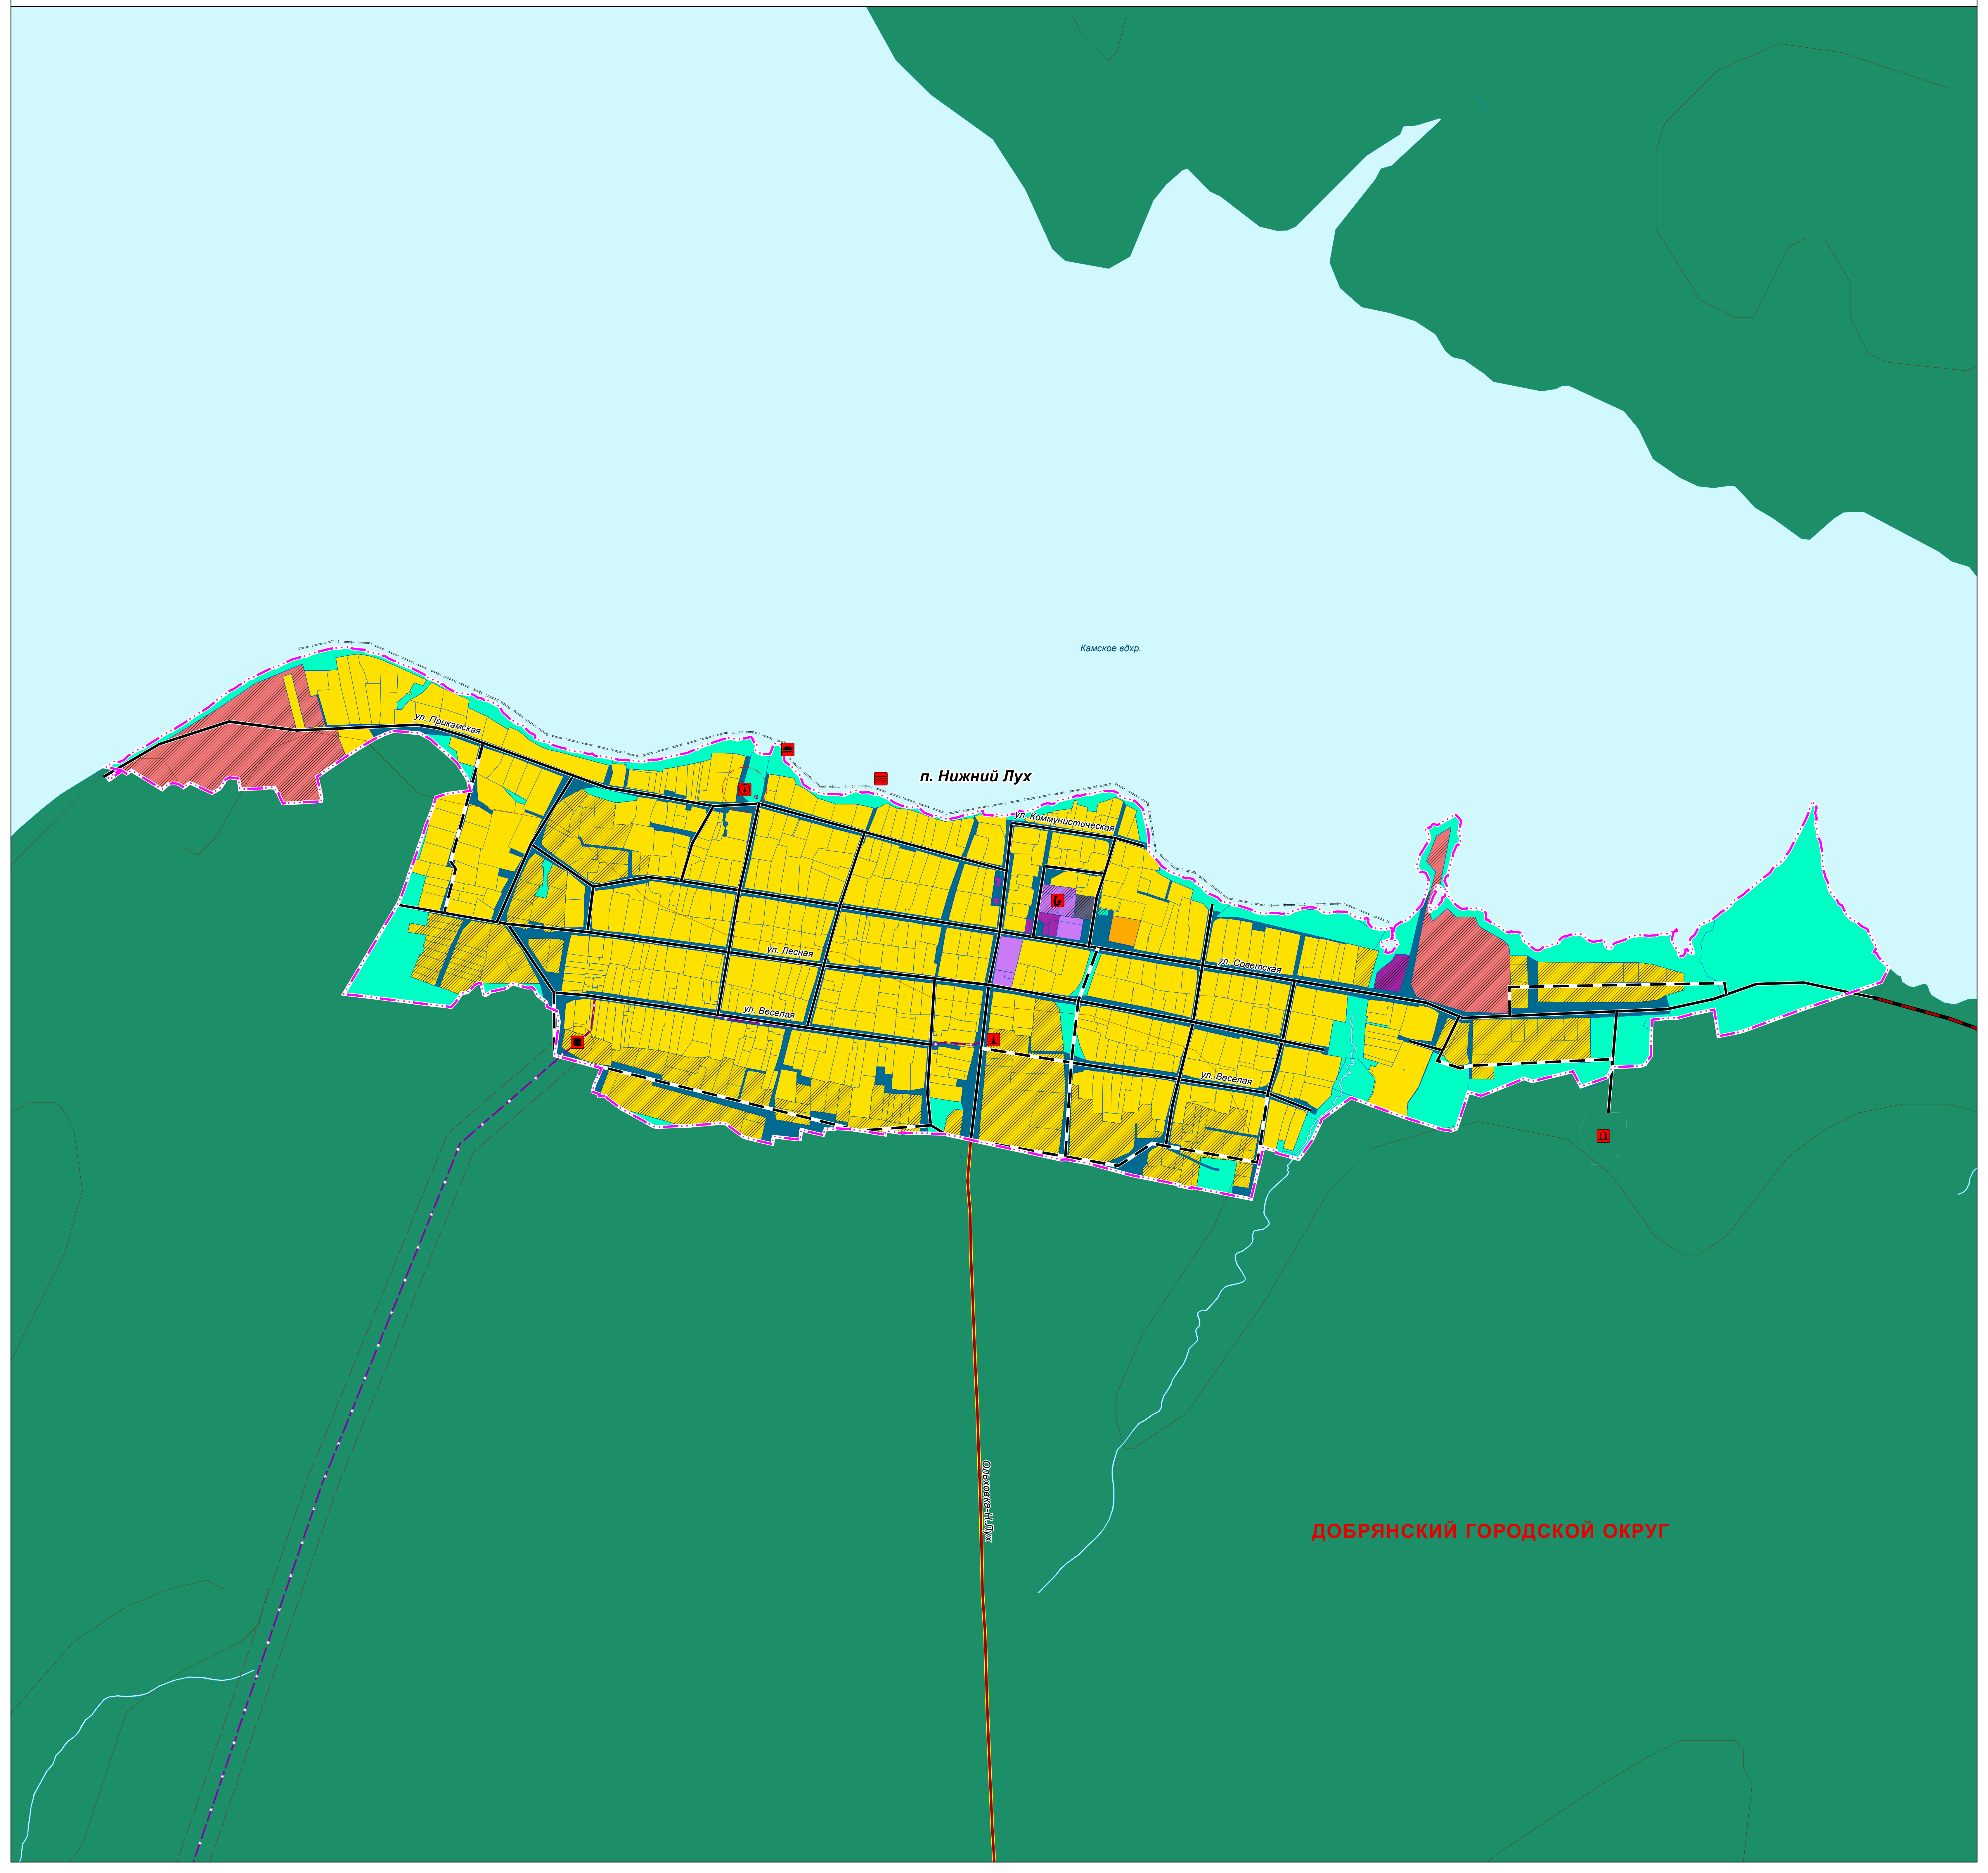 Камское вдхр.
ул. Прикамская
п. Нижний Лух
ул. Коммунистическая
ул. Лесная
ул. Советская
ул. Веселая
ул. Веселая
Ольховка-Н.Лух
ДОБРЯНСКИЙ ГОРОДСКОЙ ОКРУГ